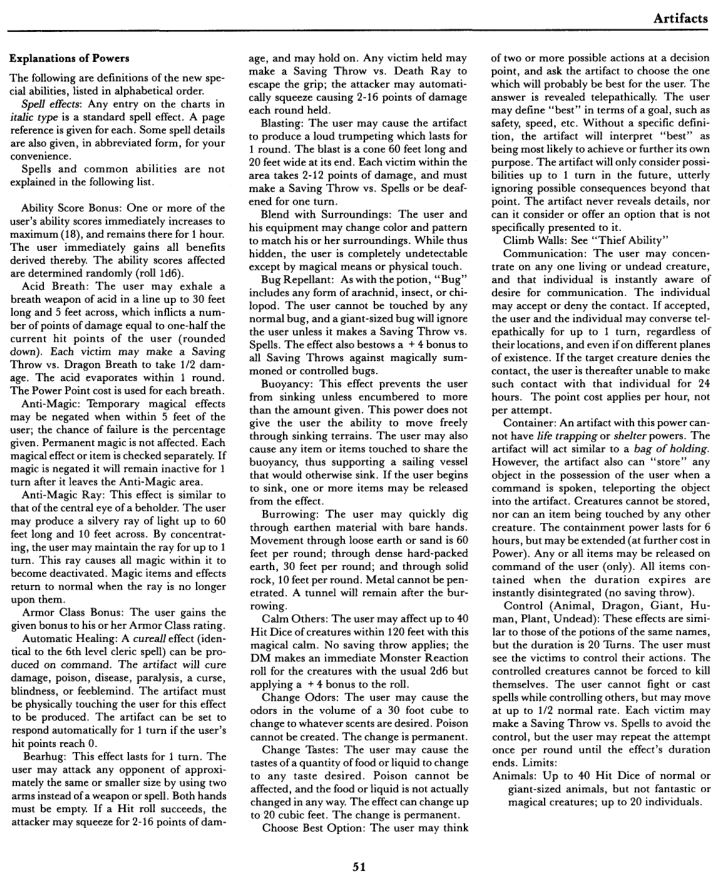 Artifacts
Explanations of Powers
The following are definitions of the new spe-
cial abilities, listed in alphabetical order.
Spell effects: Any entry on the charts in
italic type is a standard spell effect. A page
reference is given for each. Some spell details
are also given, in abbreviated form, for your
convenience.
Spells and common abilities are not
explained in the following list.
Ability Score Bonus: One or more of the
user's ability scores immediately increases to
maximum (18), and remains there for 1 hour.
The user immediately gains all benefits
derived thereby. The ability scores affected
are determined randomly (roll 1d6).
Acid Breath: The user may exhale a
breath weapon of acid in a line up to 30 feet
long and 5 feet across, which inflicts a num-
ber of points of damage equal to one-half the
current hit points of the user (rounded
down). Each victim may make a Saving
Throw vs. Dragon Breath to take 1/2 dam-
age. The acid evaporates within 1 round.
The Power Point cost is used for each breath.
Anti-Magic: Temporary magical effects
may be negated when within 5 feet of the
user; the chance of failure is the percentage
given. Permanent magic is not affected. Each
magical effect or item is checked separately. If
magic is negated it will remain inactive for 1
turn after it leaves the Anti-Magic area.
Anti-Magic Ray: This effect is similar to
that of the central eye of a beholder. The user
may produce a silvery ray of light up to 60
feet long and 10 feet across. By concentrat-
ing, the user may maintain the ray for up to 1
turn. This ray causes all magic within it to
become deactivated. Magic items and effects
return to normal when the ray is no longer
upon them.
Armor Class Bonus: The user gains the
given bonus to his or her Armor Class rating.
Automatic Healing: A cureall effect (iden-
tical to the 6th level cleric spell) can be pro-
duced on command. The artifact will cure
damage, poison, disease, paralysis, a curse,
blindness, or feeblemind. The artifact must
be physically touching the user for this effect
to be produced. The artifact can be set to
respond automatically for 1 turn if the user's
hit points reach 0.
Bearhug: This effect lasts for 1 turn. The
user may attack any opponent of approxi-
mately the same or smaller size by using two
arms instead of a weapon or spell. Both hands
must be empty. If a Hit roll succeeds, the
attacker may squeeze for 2-16 points of dam-
age, and may hold on. Any victim held may
make a Saving Throw vs. Death Ray to
escape the grip; the attacker may automati-
cally squeeze causing 2-16 points of damage
each round held.
Blasting: The user may cause the artifact
to produce a loud trumpeting which lasts for
1 round. The blast is a cone 60 feet long and
20 feet wide at its end. Each victim within the
area takes 2-12 points of damage, and must
make a Saving Throw vs. Spells or be deaf-
ened for one turn.
Blend with Surroundings: The user and
his equipment may change color and pattern
to match his or her surroundings. While thus
hidden, the user is completely undetectable
except by magical means or physical touch.
Bug Repellant: As with the potion, "Bug"
includes any form of arachnid, insect, or chi-
lopod. The user cannot be touched by any
normal bug, and a giant-sized bug will ignore
the user unless it makes a Saving Throw vs.
Spells. The effect also bestows a + 4 bonus to
all Saving Throws against magically sum-
moned or controlled bugs.
Buoyancy: This effect prevents the user
from sinking unless encumbered to more
than the amount given. This power does not
give the user the ability to move freely
through sinking terrains. The user may also
cause any item or items touched to share the
buoyancy, thus supporting a sailing vessel
that would otherwise sink. If the user begins
to sink, one or more items may be released
from the effect.
Burrowing: The user may quickly dig
through earthen material with bare hands.
Movement through loose earth or sand is 60
feet per round; through dense hard-packed
earth, 30 feet per round; and through solid
rock, 10 feet per round. Metal cannot be pen-
etrated. A tunnel will remain after the bur-
rowing.
Calm Others: The user may affect up to 40
Hit Dice of creatures within 120 feet with this
magical calm. No saving throw applies; the
DM makes an immediate Monster Reaction
roll for the creatures with the usual 2d6 but
applying a + 4 bonus to the roll.
Change Odors: The user may cause the
odors in the volume of a 30 foot cube to
change to whatever scents are desired. Poison
cannot be created. The change is permanent.
Change Tastes: The user may cause the
tastes of a quantity of food or liquid to change
to any taste desired. Poison cannot be
affected, and the food or liquid is not actually
changed in any way. The effect can change up
to 20 cubic feet. The change is permanent.
Choose Best Option: The user may think
of two or more possible actions at a decision
point, and ask the artifact to choose the one
which will probably be best for the user. The
answer is revealed telepathically. The user
may define "best" in terms of a goal, such as
safety, speed, etc. Without a specific defini-
tion, the artifact will interpret "best" as
being most likely to achieve or further its own
purpose. The artifact will only consider possi-
bilities up to 1 turn in the future, utterly
ignoring possible consequences beyond that
point. The artifact never reveals details, nor
can it consider or offer an option that is not
specifically presented to it.
Climb Walls: See "Thief Ability"
Communication: The user may concen-
trate on any one living or undead creature,
and that individual is instantly aware of
desire for communication. The individual
may accept or deny the contact. If accepted,
the user and the individual may converse tel-
epathically for up to 1 turn, regardless of
their locations, and even if on different planes
of existence. If the target creature denies the
contact, the user is thereafter unable to make
such contact with that individual for 24
hours. The point cost applies per hour, not
per attempt.
Container: An artifact with this power can-
not have life trapping or shelter powers. The
artifact will act similar to a bag of holding.
However, the artifact also can "store" any
object in the possession of the user when a
command is spoken, teleporting the object
into the artifact. Creatures cannot be stored,
nor can an item being touched by any other
creature. The containment power lasts for 6
hours, but may be extended (at further cost in
Power). Any or all items may be released on
command of the user (only). All items con-
tained when the duration expires are
instantly disintegrated (no saving throw).
Control (Animal, Dragon, Giant, Hu-
man, Plant, Undead): These effects are simi-
lar to those of the potions of the same names,
but the duration is 20 Turns. The user must
see the victims to control their actions. The
controlled creatures cannot be forced to kill
themselves. The user cannot fight or cast
spells while controlling others, but may move
at up to 1/2 normal rate. Each victim may
make a Saving Throw vs. Spells to avoid the
control, but the user may repeat the attempt
once per round until the effect's duration
ends. Limits:
Animals: Up to 40 Hit Dice of normal or
giant-sized animals, but not fantastic or
magical creatures; up to 20 individuals.
51